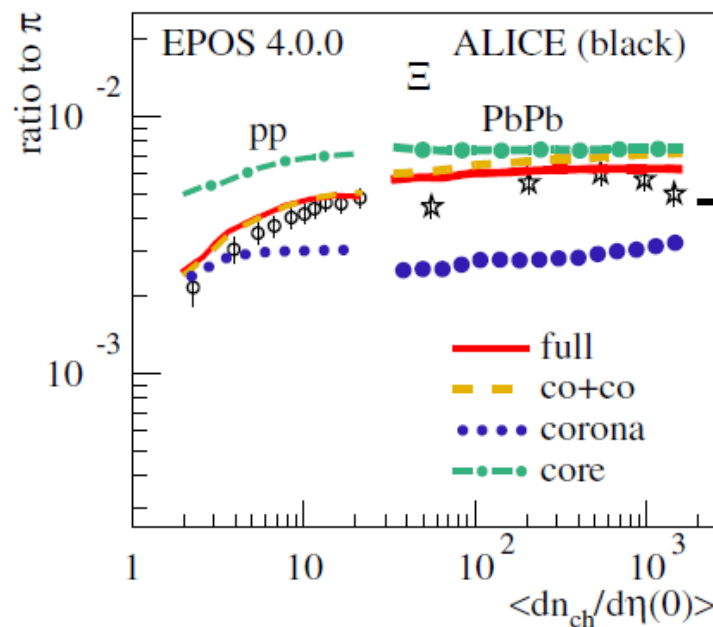 EPOS 4.0.0
ALICE (black)
Ξ
pp
PbPb
ratio to π
10 -2
10 -3
full
co+co
corona
core
1
10
10 2
10 3
<dn_ch/dη(0)>